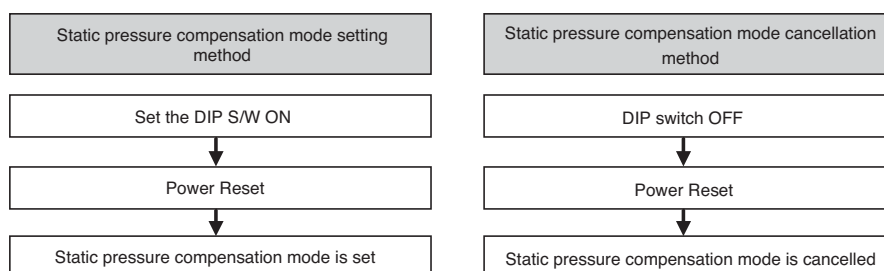 Static pressure compensation mode setting
method
Set the DIP S/W ON
Power Reset
Static pressure compensation mode is set
Static pressure compensation mode cancellation
method
DIP switch OFF
Power Reset
Static pressure compensation mode is cancelled